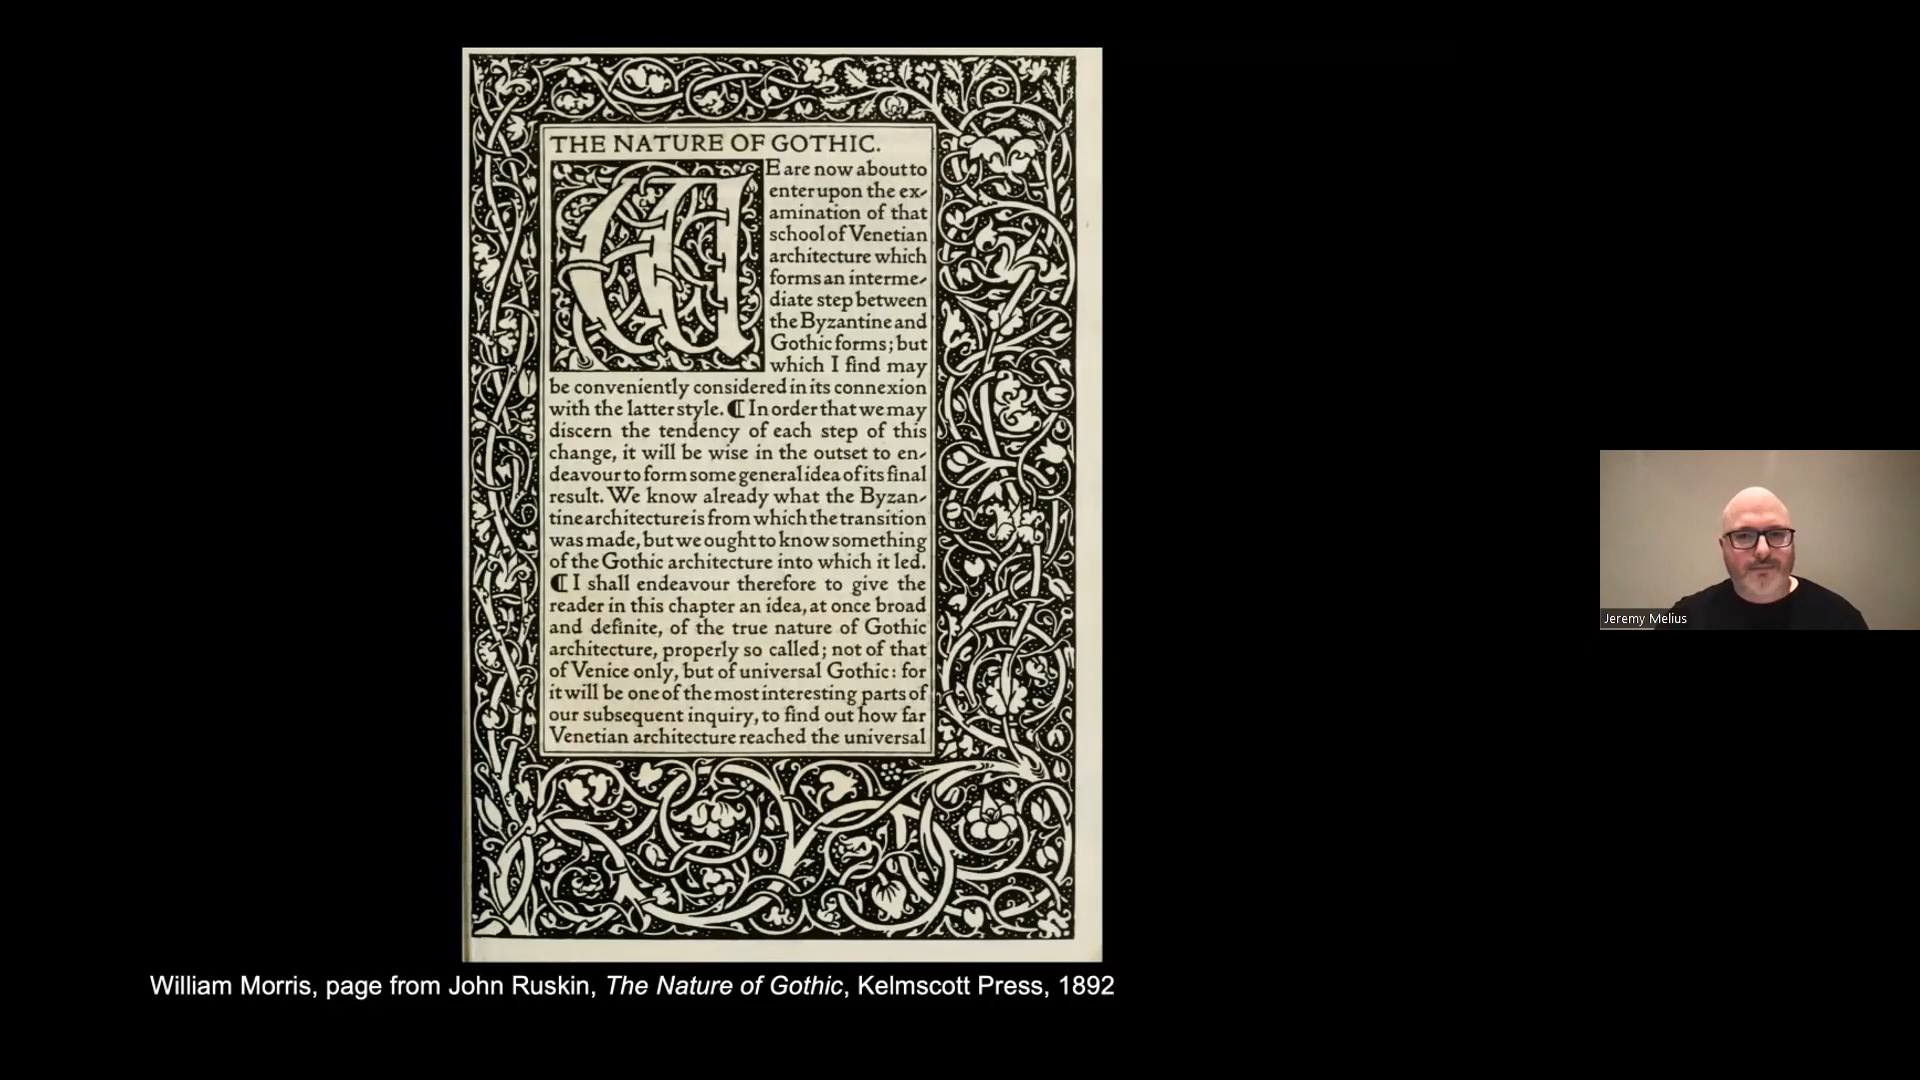 THE NATURE OF GOTHIC.
WE are now about to
enter upon the ex-
amination of that
school of Venetian
architecture which
forms an interme-
diate step between
the Byzantine and
Gothic forms; but
which I find may
be conveniently considered in its connexion
with the latter style. ¶ In order that we may
discern the tendency of each step of this
change, it will be wise in the outset to en-
deavour to form some general idea of its final
result. We know already what the Byzan-
tine architecture is from which the transition
was made, but we ought to know something
of the Gothic architecture into which it led.
¶ I shall endeavour therefore to give the
reader in this chapter an idea, at once broad
and definite, of the true nature of Gothic
architecture, properly so called; not of that
of Venice only, but of universal Gothic: for
it will be one of the most interesting parts of
our subsequent inquiry, to find out how far
Venetian architecture reached the universal
William Morris, page from John Ruskin, The Nature of Gothic, Kelmscott Press, 1892
Jeremy Melius